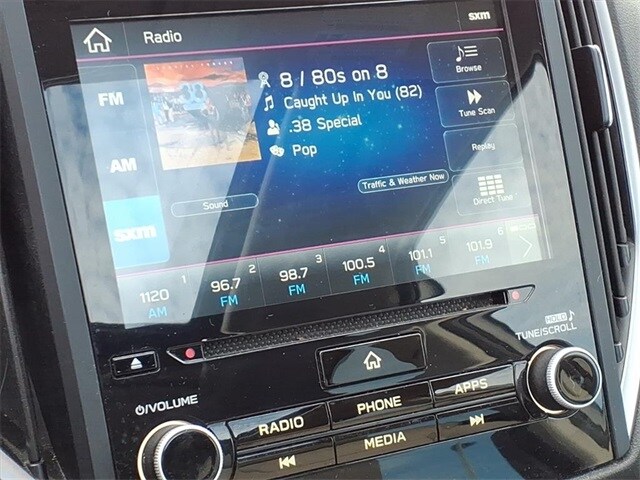 Radio
sxm
FM
8 / 80s on 8
Browse
Caught Up In You (82)
Tune Scan
AM
.38 Special
Pop
Replay
Traffic & Weather Now
Direct Tune
sxm
Sound
1120 1
AM
96.7 2
FM
98.7 3
FM
100.5 4
FM
101.1 5
FM
101.9 6
FM
HOLD
TUNE/SCROLL
VOLUME
RADIO
PHONE
APPS
MEDIA